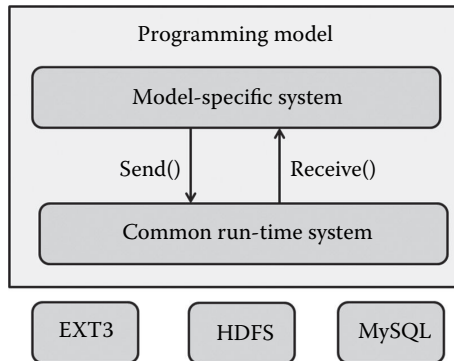 Programming model
Model-specific system
Send()
Receive()
Common run-time system
EXT3
HDFS
MySQL